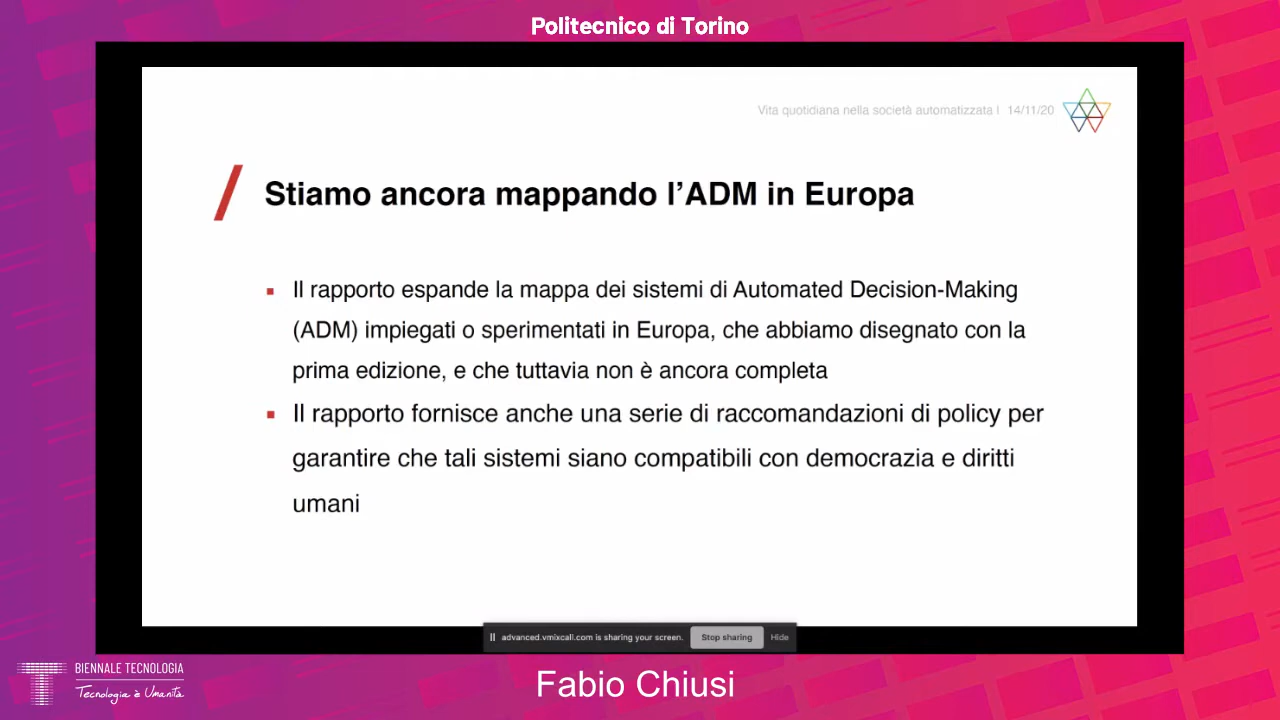 Politecnico di Torino
Vita quotidiana nella società automatizzata I 14/11/20
Stiamo ancora mappando l'ADM in Europa
Il rapporto espande la mappa dei sistemi di Automated Decision-Making
(ADM) impiegati o sperimentati in Europa, che abbiamo disegnato con la
prima edizione, e che tuttavia non è ancora completa
Il rapporto fornisce anche una serie di raccomandazioni di policy per
garantire che tali sistemi siano compatibili con democrazia e diritti
umani
advanced.vmixcall.com is sharing your screen. Stop sharing Hide
BIENNALE TECNOLOGIA
Tecnologia è Umanità
Fabio Chiusi